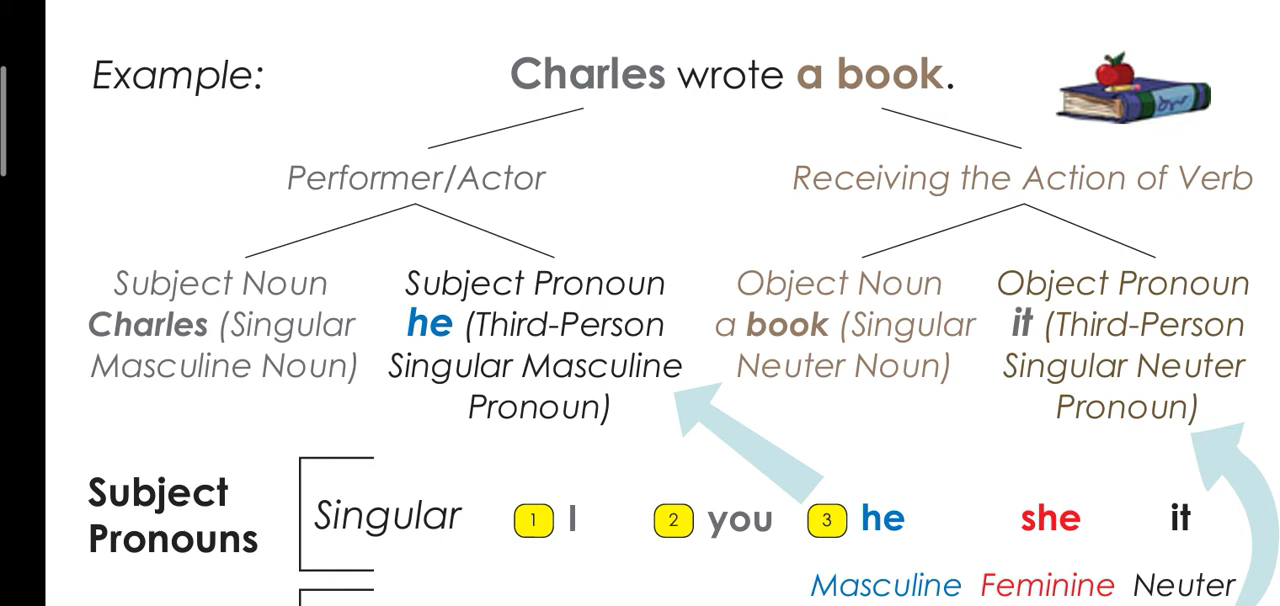 Example: Charles wrote a book.
Performer/Actor Receiving the Action of Verb
Subject Noun
Charles (Singular
Masculine Noun)
Subject Pronoun
he (Third-Person
Singular Masculine
Pronoun)
Object Noun
a book (Singular
Neuter Noun)
Object Pronoun
it (Third-Person
Singular Neuter
Pronoun)
Subject
Pronouns
Singular 1 I 2 you 3 he she it
Masculine Feminine Neuter